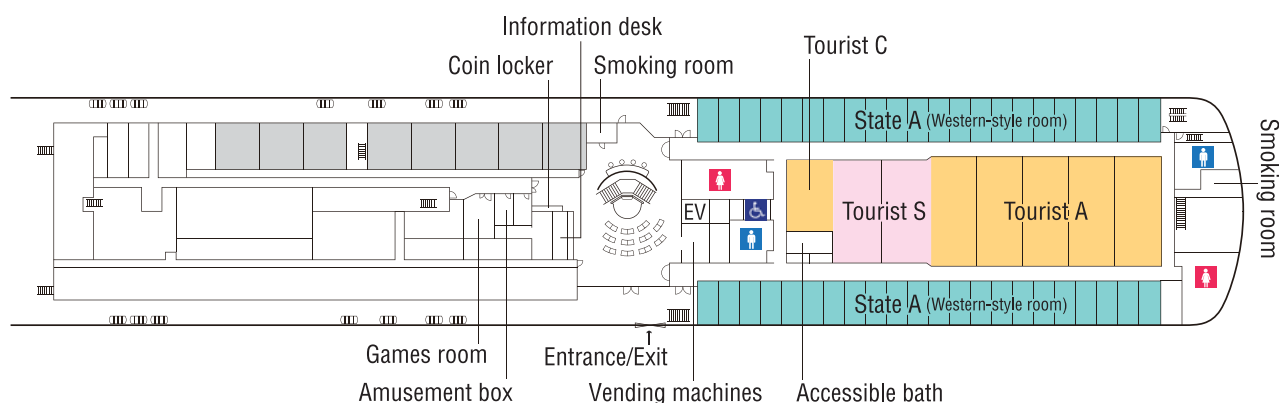 Information desk
Tourist C
Coin locker
Smoking room
State A (Western-style room)
Smoking room
EV
Tourist S
Tourist A
State A (Western-style room)
Games room
Entrance/Exit
Amusement box
Vending machines
Accessible bath